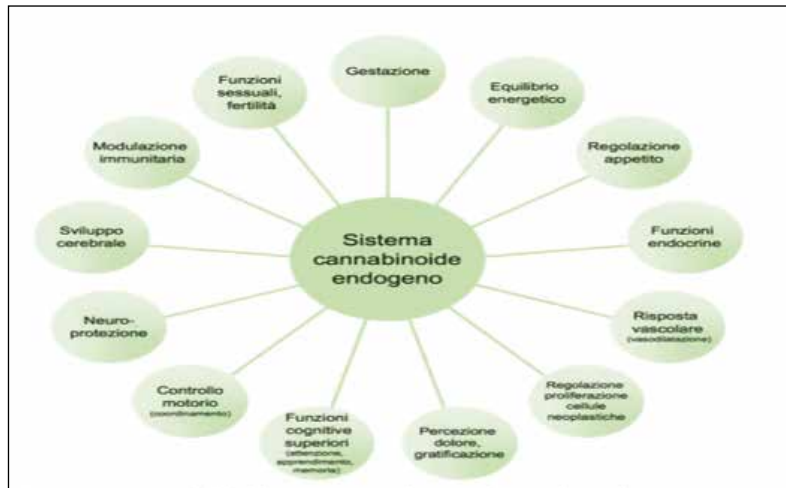 Gestazione
Equilibrio
energetico
Regolazione
appetito
Funzioni
endocrine
Risposta
vascolare
(vasodilatazione)
Regolazione
proliferazione
cellule
neoplastiche
Percezione
dolore,
gratificazione
Funzioni
cognitive
superiori
(attenzione,
apprendimento,
memoria)
Controllo
motorio
(coordinamento)
Neuro-
protezione
Sviluppo
cerebrale
Modulazione
immunitaria
Funzioni
sessuali,
fertilità
Sistema
cannabinoide
endogeno